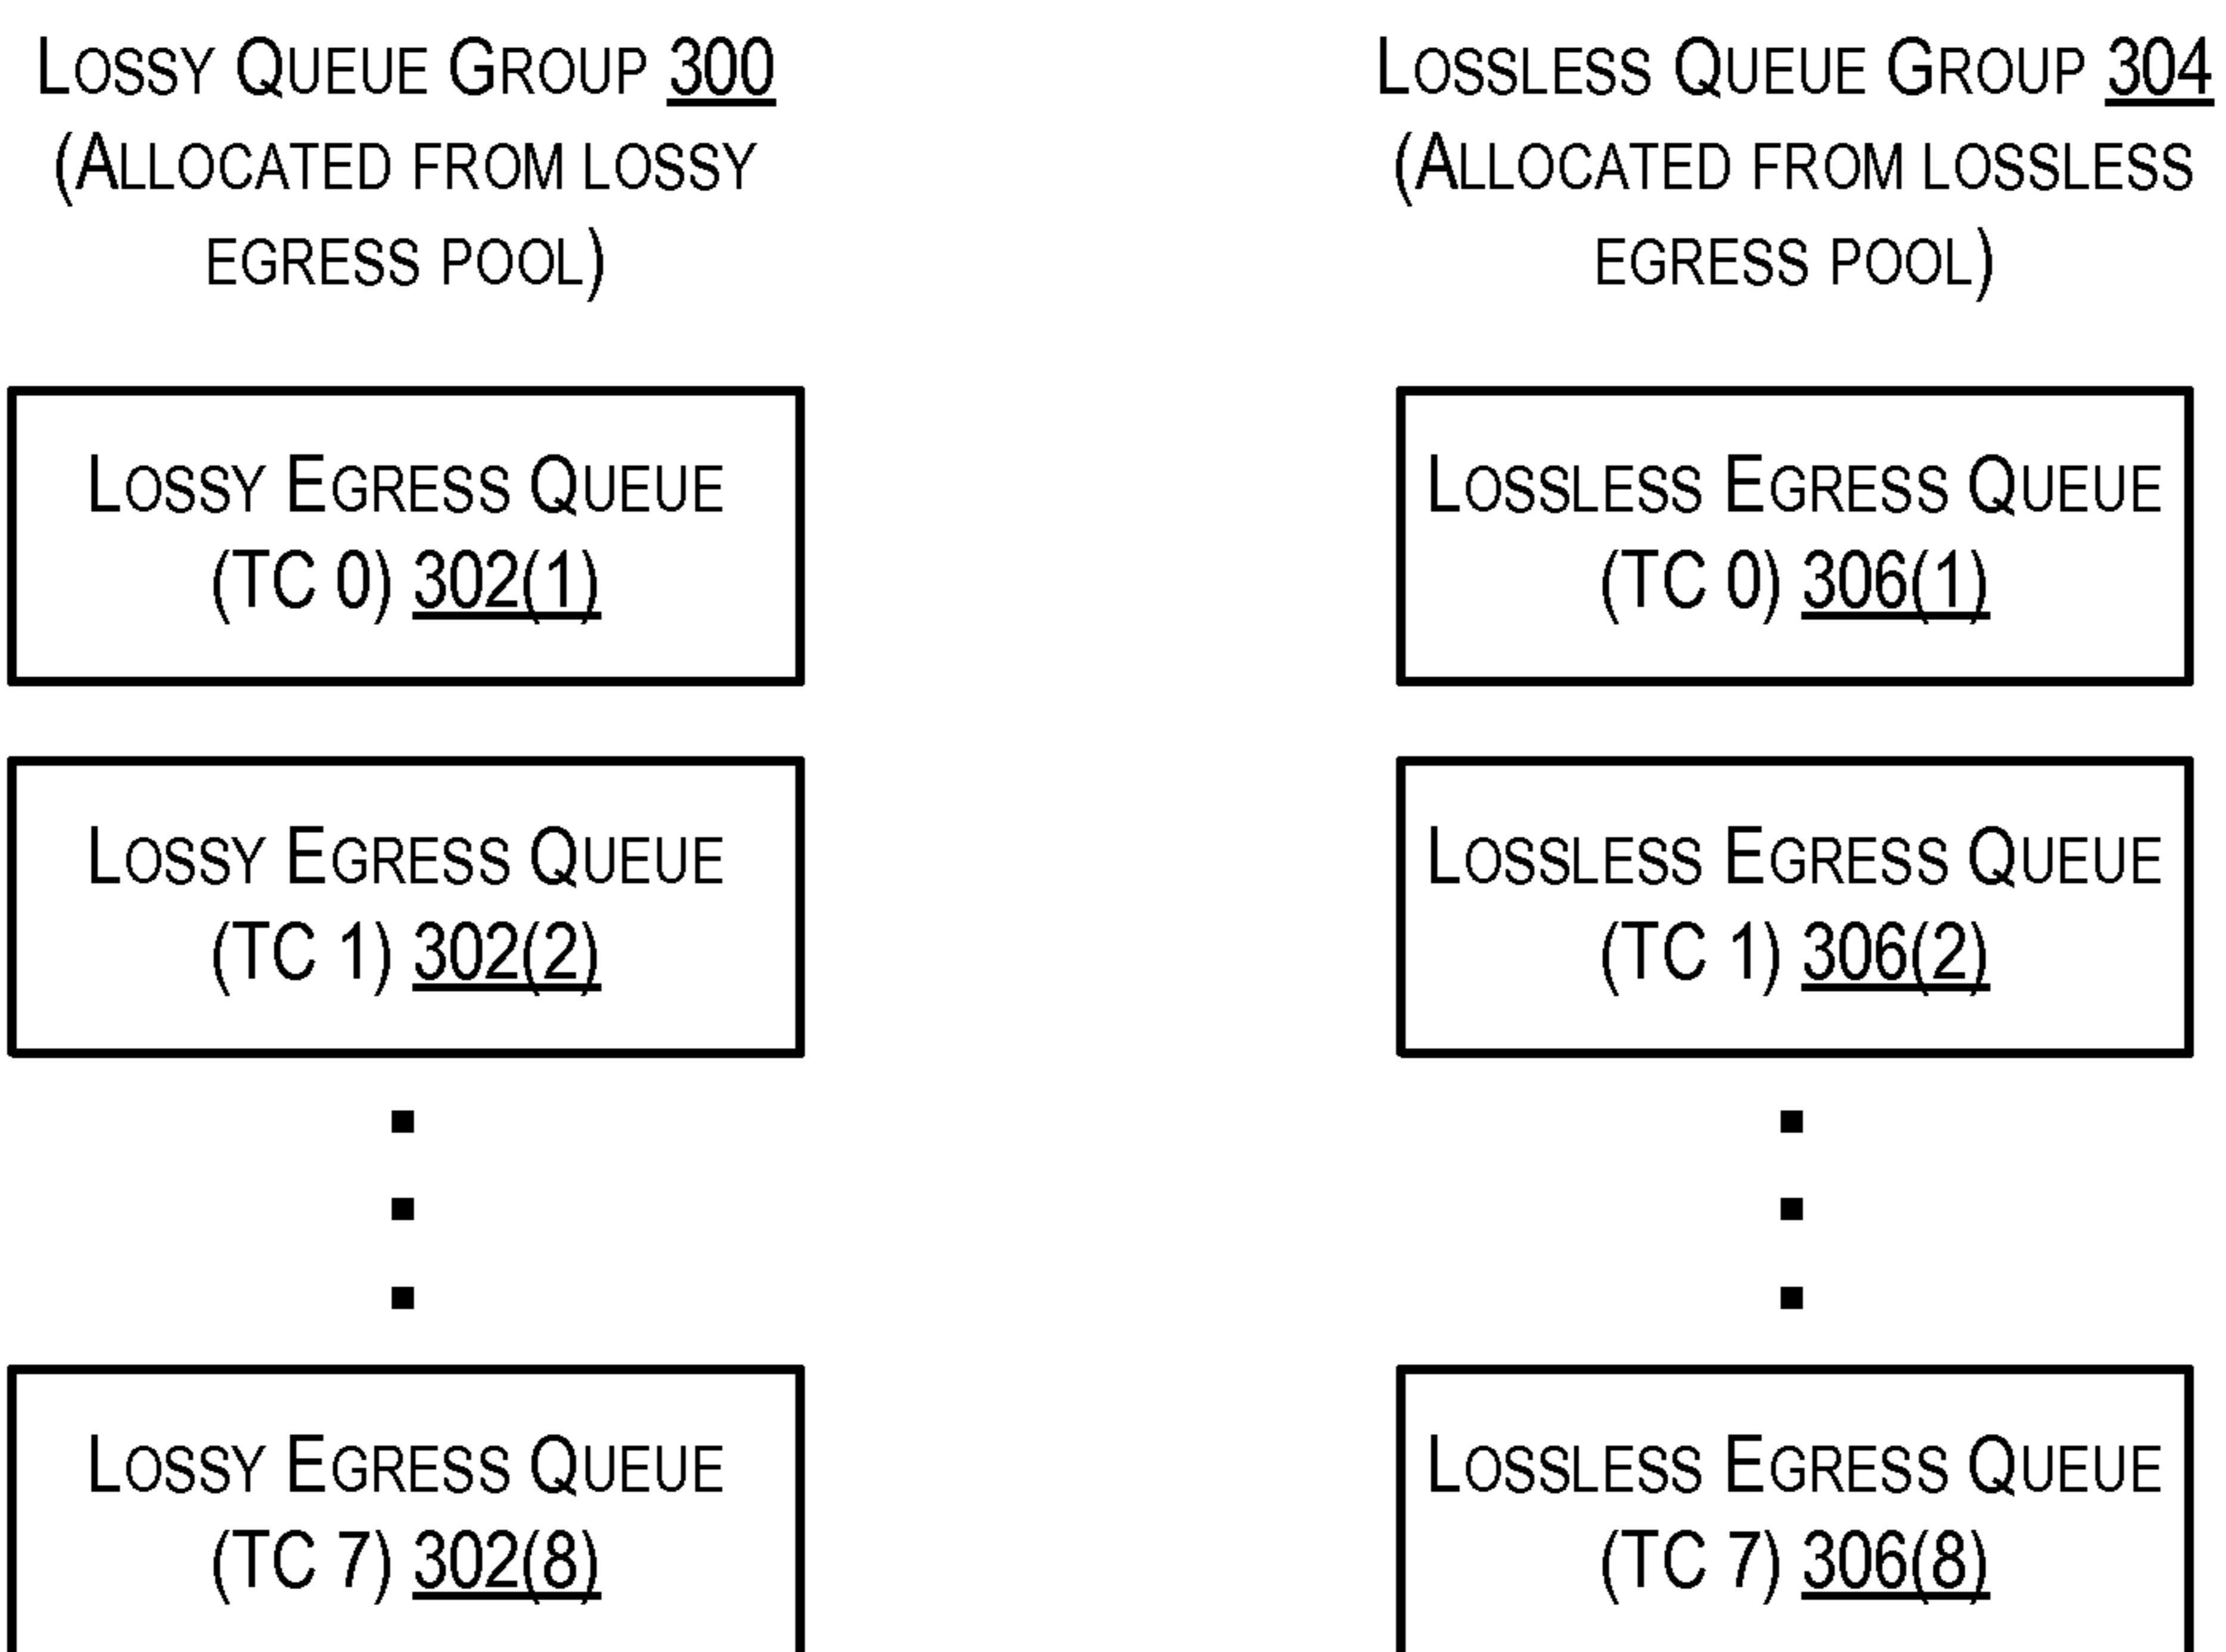 Lossy Queue Group 300
(Allocated from lossy
egress pool)
Lossy Egress Queue
(TC 0) 302(1)
Lossy Egress Queue
(TC 1) 302(2)
Lossy Egress Queue
(TC 7) 302(8)
Lossless Queue Group 304
(Allocated from lossless
egress pool)
Lossless Egress Queue
(TC 0) 306(1)
Lossless Egress Queue
(TC 1) 306(2)
Lossless Egress Queue
(TC 7) 306(8)